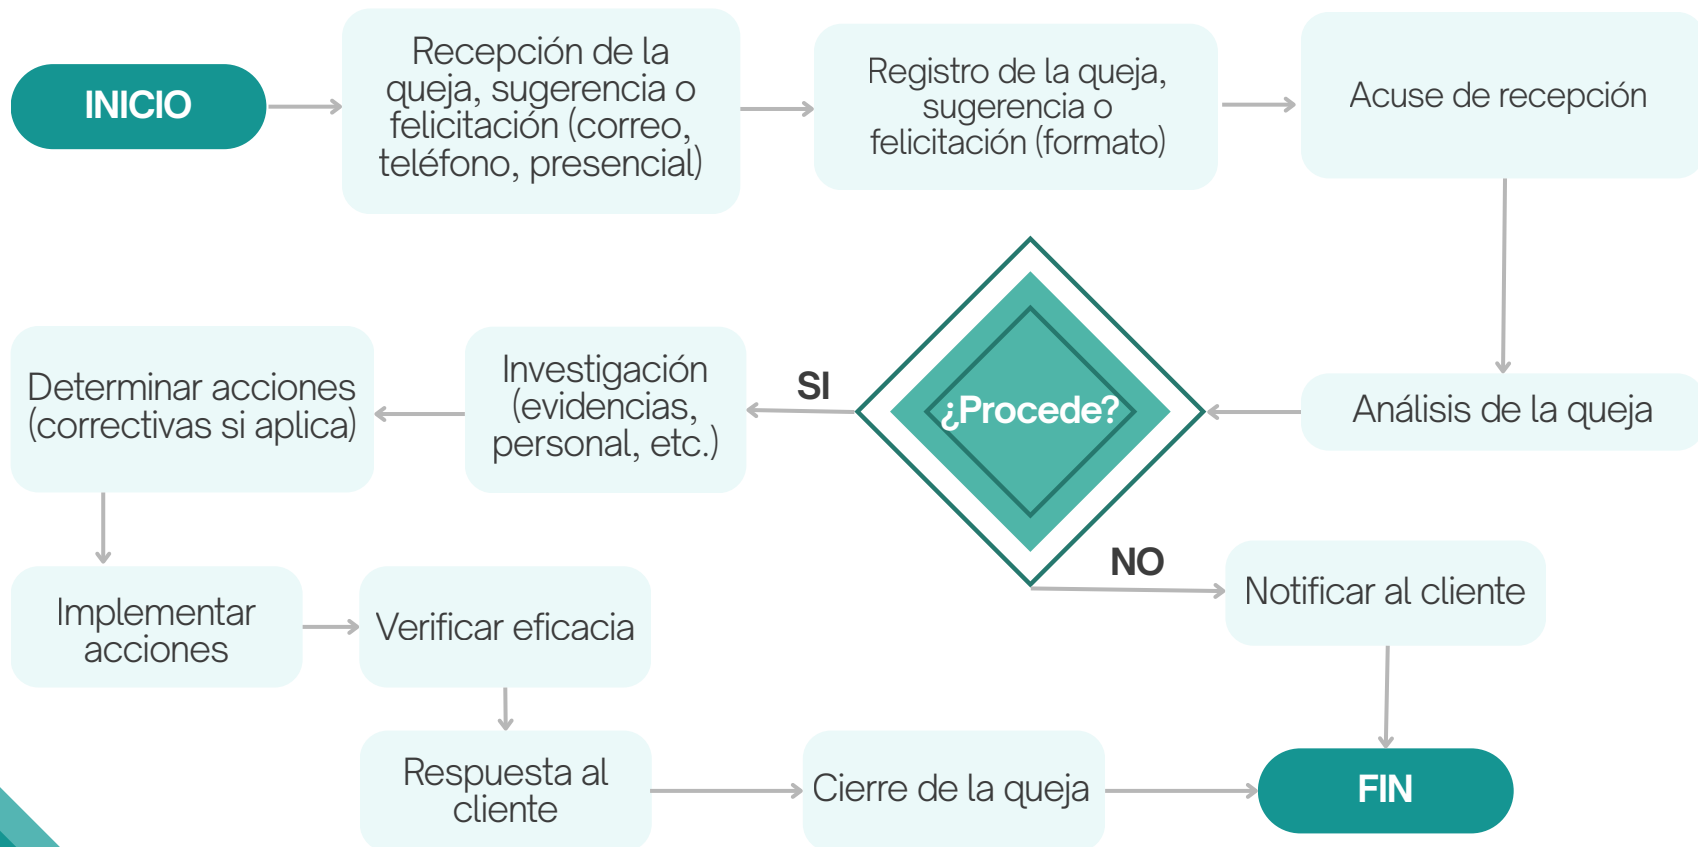 INICIO
Recepción de la
queja, sugerencia o
felicitación (correo,
teléfono, presencial)
Registro de la queja,
sugerencia o
felicitación (formato)
Acuse de recepción
Análisis de la queja
¿Procede?
SI
Investigación
(evidencias,
personal, etc.)
Determinar acciones
(correctivas si aplica)
Implementar
acciones
Verificar eficacia
Respuesta al
cliente
Cierre de la queja
NO
Notificar al cliente
FIN